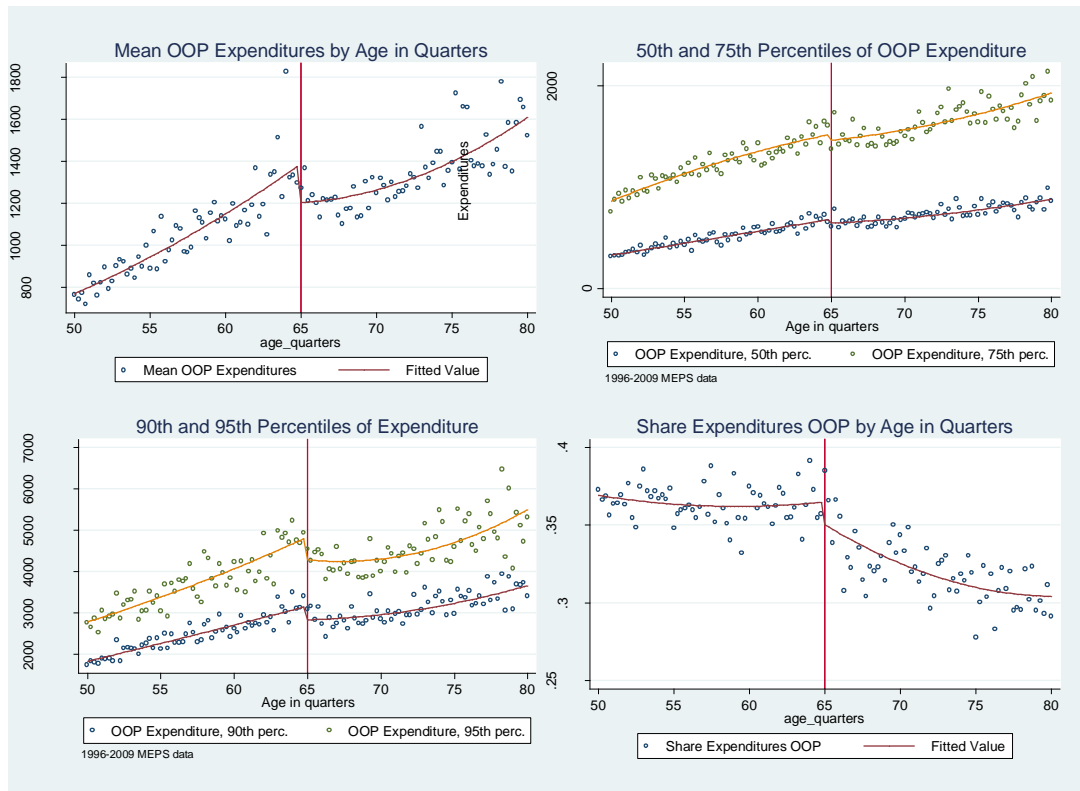 Mean OOP Expenditures by Age in Quarters
1800
1600
1400
1200
1000
800
Expenditures
50 55 60 65 70 75 80
age_quarters
Mean OOP Expenditures Fitted Value
50th and 75th Percentiles of OOP Expenditure
2000
0
50 55 60 65 70 75 80
Age in quarters
OOP Expenditure, 50th perc. OOP Expenditure, 75th perc.
1996-2009 MEPS data
90th and 95th Percentiles of Expenditure
7000
6000
5000
4000
3000
2000
50 55 60 65 70 75 80
Age in quarters
OOP Expenditure, 90th perc. OOP Expenditure, 95th perc.
1996-2009 MEPS data
Share Expenditures OOP by Age in Quarters
.4
.35
.3
.25
50 55 60 65 70 75 80
age_quarters
Share Expenditures OOP Fitted Value